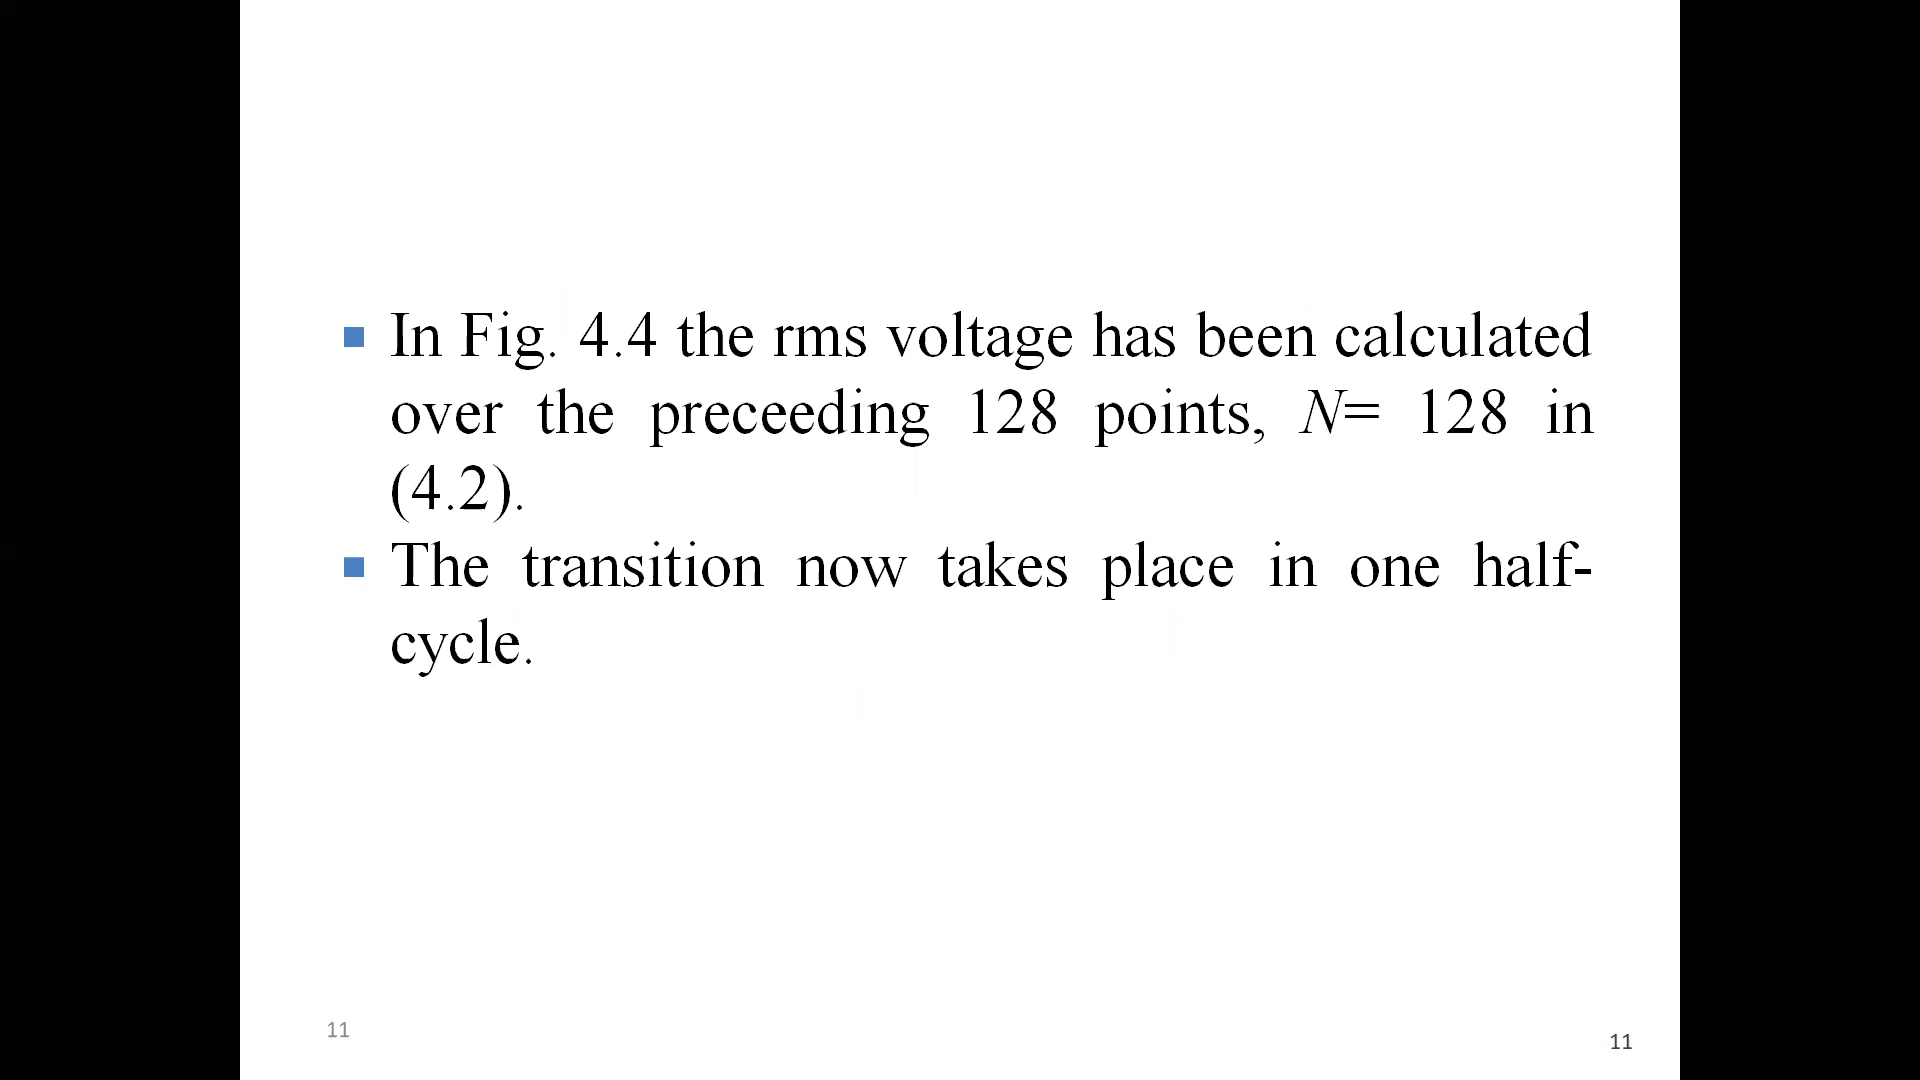 ▪ In Fig. 4.4 the rms voltage has been calculated
over the preceeding 128 points, N= 128 in
(4.2).
▪ The transition now takes place in one half-
cycle.
11
11